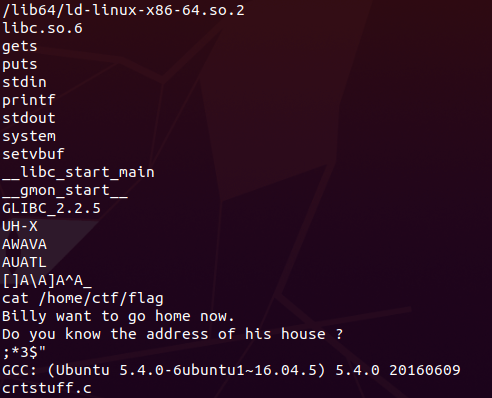 /lib64/ld-linux-x86-64.so.2
libc.so.6
gets
puts
stdin
printf
stdout
system
setvbuf
__libc_start_main
__gmon_start__
GLIBC_2.2.5
UH-X
AWAVA
AUATL
[]A\A]A^A_
cat /home/ctf/flag
Billy want to go home now.
Do you know the address of his house ?
;*3$"
GCC: (Ubuntu 5.4.0-6ubuntu1~16.04.5) 5.4.0 20160609
crtstuff.c